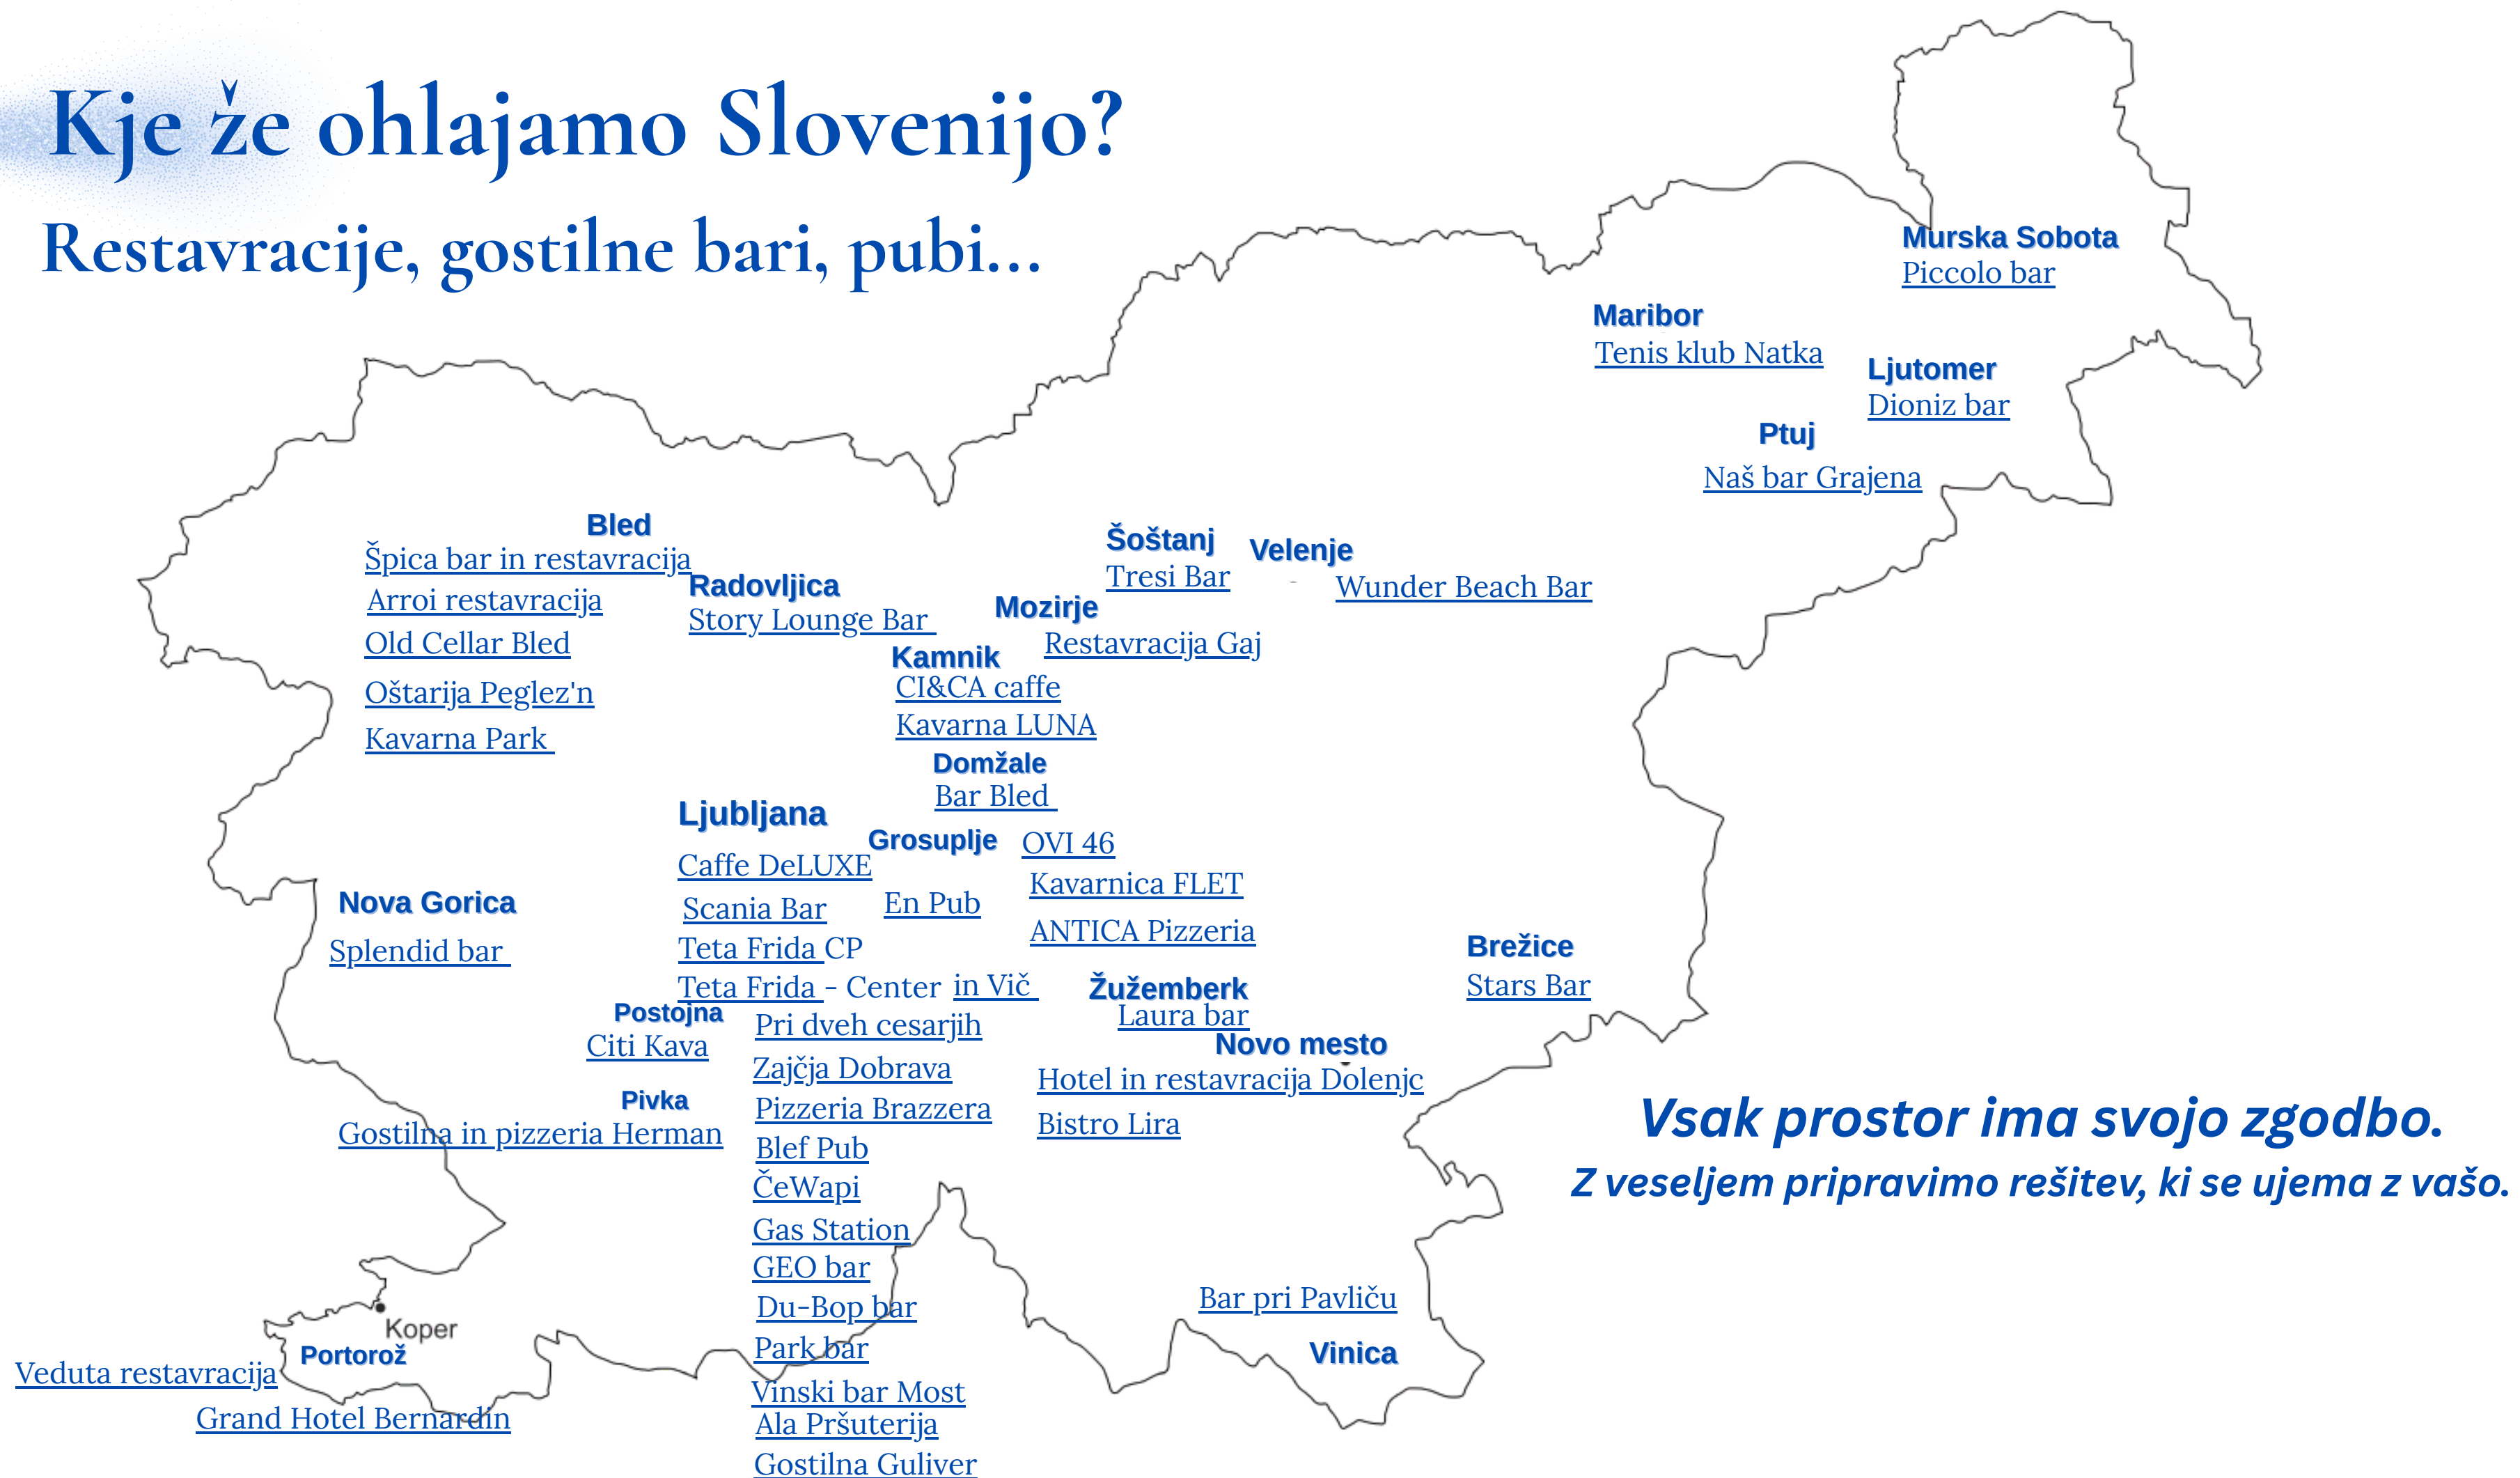 Kje že ohlajamo Slovenijo?
Restavracije, gostilne bari, pubi...
Murska Sobota
Piccolo bar
Maribor
Tenis klub Natka
Ljutomer
Dioniz bar
Ptuj
Naš bar Grajena
Bled
Špica bar in restavracija
Arroi restavracija
Old Cellar Bled
Oštarija Peglez'n
Kavarna Park
Radovljica
Story Lounge Bar
Šoštanj
Tresi Bar
Velenje
Wunder Beach Bar
Mozirje
Restavracija Gaj
Kamnik
CI&CA caffe
Kavarna LUNA
Domžale
Bar Bled
Grosuplje
OVI 46
En Pub
Kavarnica FLET
ANTICA Pizzeria
Nova Gorica
Splendid bar
Ljubljana
Caffe DeLUXE
Scania Bar
Teta Frida CP
Teta Frida - Center in Vič
Pri dveh cesarjih
Zajčja Dobrava
Pizzeria Brazzera
Blef Pub
ČeWapi
Gas Station
GEO bar
Du-Bop bar
Park bar
Vinski bar Most
Ala Pršuterija
Gostilna Guliver
Postojna
Citi Kava
Pivka
Gostilna in pizzeria Herman
Žužemberk
Laura bar
Novo mesto
Hotel in restavracija Dolenjc
Bistro Lira
Brežice
Stars Bar
Vsak prostor ima svojo zgodbo.
Z veseljem pripravimo rešitev, ki se ujema z vašo.
Bar pri Pavliču
Vinica
Koper
Portorož
Veduta restavracija
Grand Hotel Bernardin